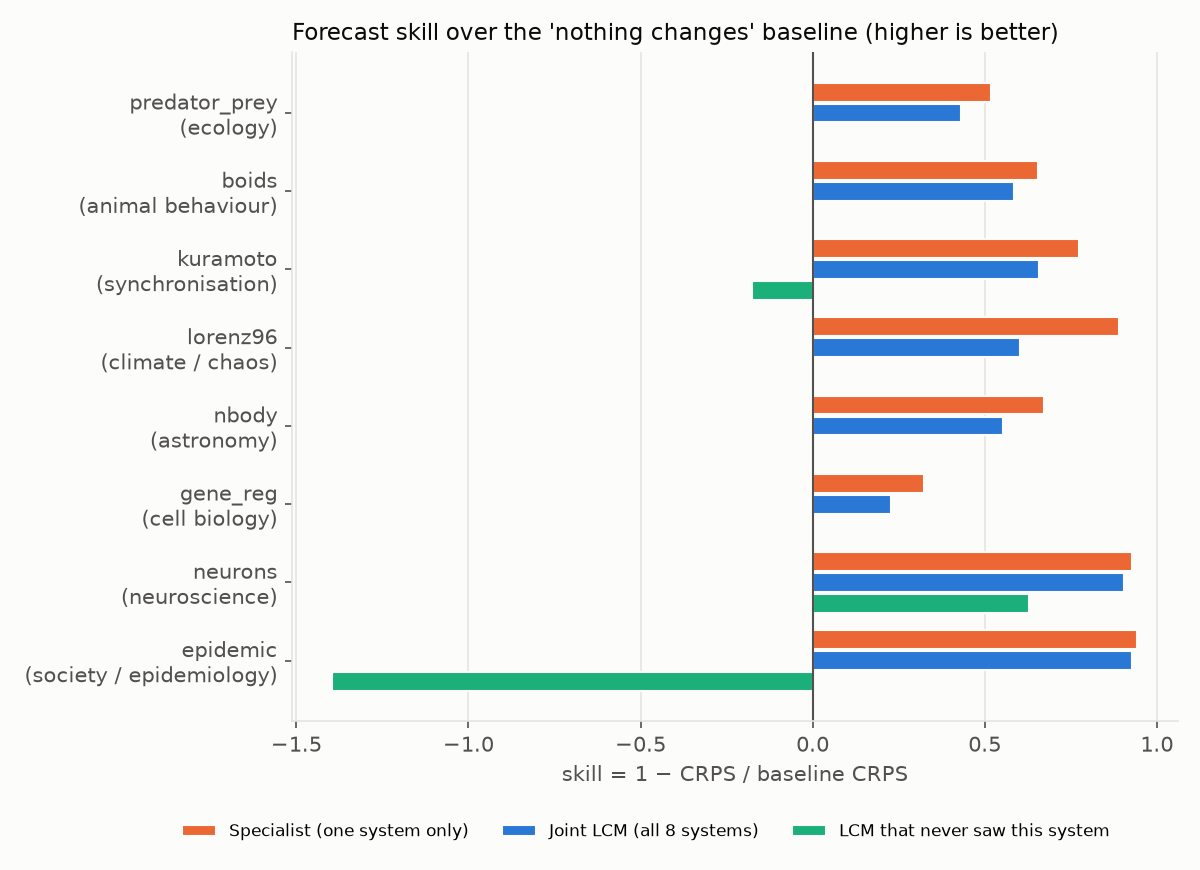 Forecast skill over the 'nothing changes' baseline (higher is better)
predator_prey
(ecology)
boids
(animal behaviour)
kuramoto
(synchronisation)
lorenz96
(climate / chaos)
nbody
(astronomy)
gene_reg
(cell biology)
neurons
(neuroscience)
epidemic
(society / epidemiology)
−1.5 −1.0 −0.5 0.0 0.5 1.0
skill = 1 − CRPS / baseline CRPS
Specialist (one system only) Joint LCM (all 8 systems) LCM that never saw this system